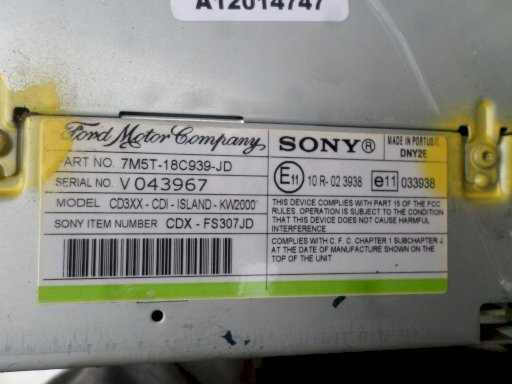 A12014747
Ford Motor Company
SONY®
MADE IN PORTUGAL
DNY2E
PART NO. 7M5T-18C939-JD
SERIAL NO. V 043967
MODEL CD3XX - CDI - ISLAND - KW2000
SONY ITEM NUMBER CDX - FS307JD
E11 10 R- 02 3938
e11 033938
THIS DEVICE COMPLIES WITH PART 15 OF THE FCC
RULES. OPERATION IS SUBJECT TO THE CONDITION
THAT THIS DEVICE DOES NOT CAUSE HARMFUL
INTERFERENCE
COMPLIES WITH C.F.C. CHAPTER 1 SUBCHAPTER J.
AT THE DATE OF MANUFACTURE SHOWN ON THE
TOP OF THE UNIT